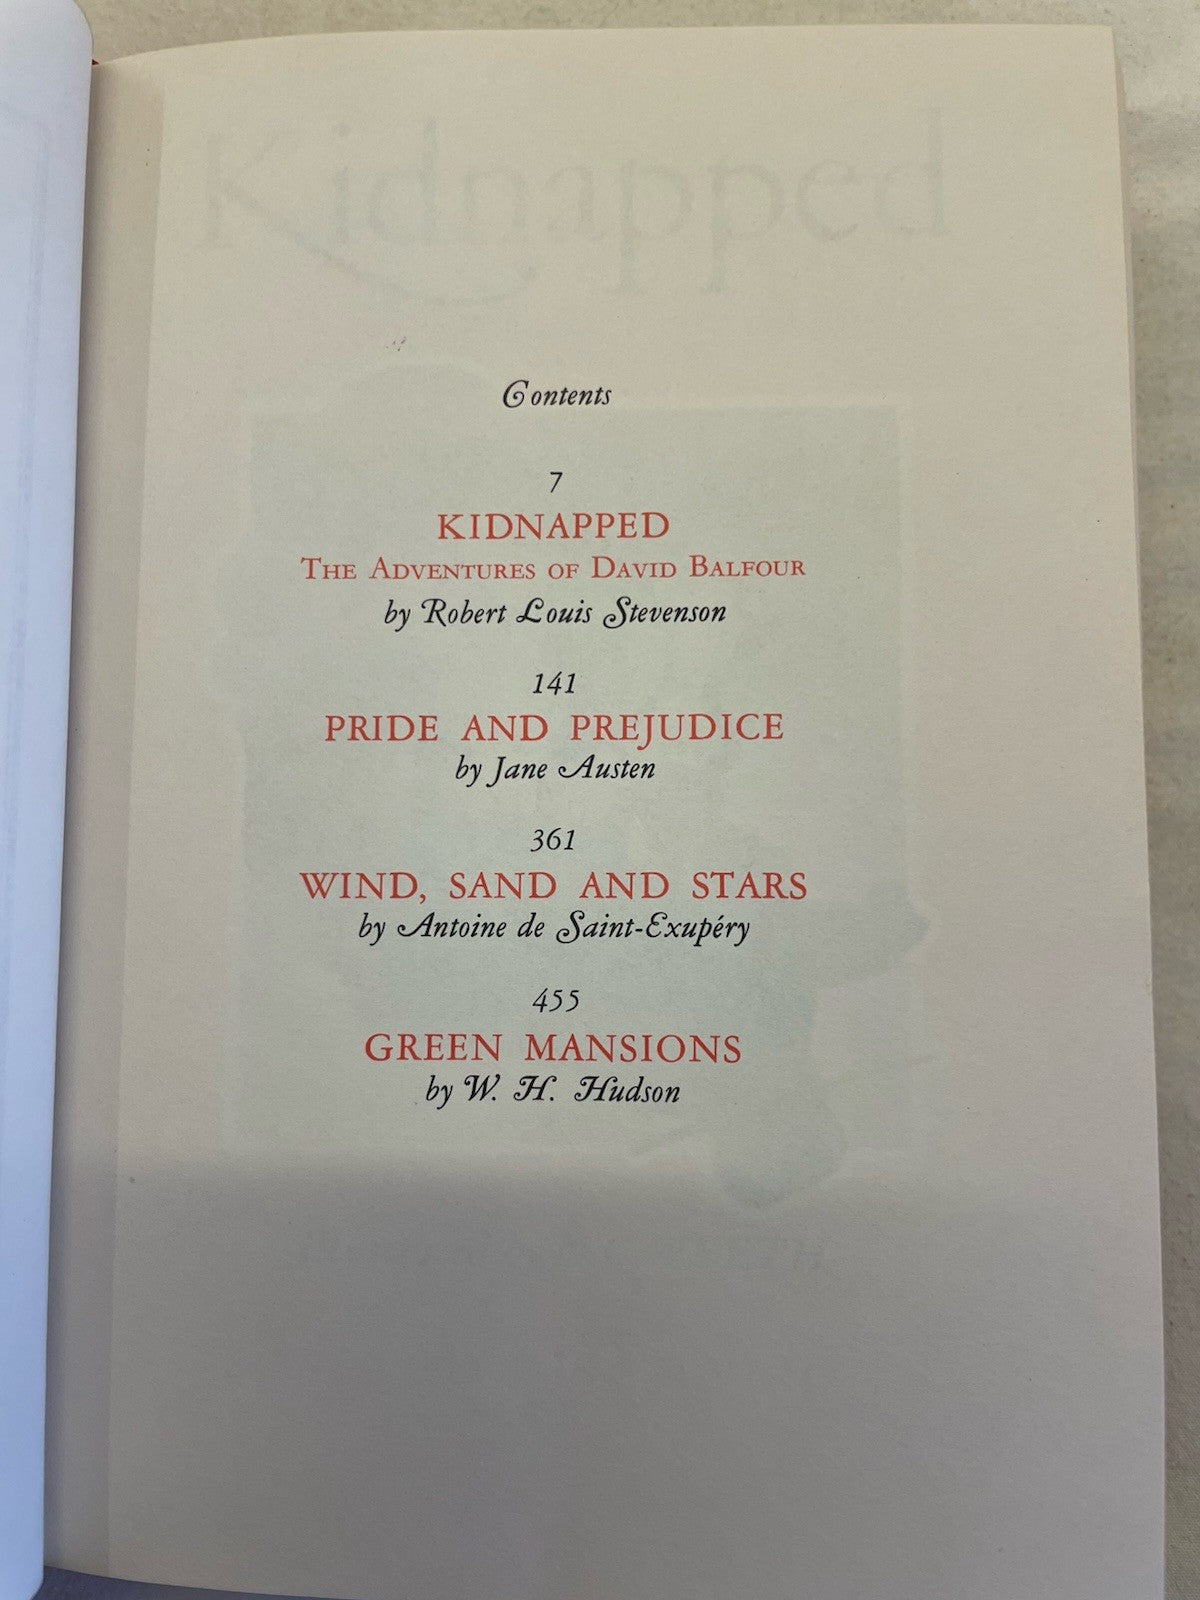 Kidnapped
Contents
7
KIDNAPPED
THE ADVENTURES OF DAVID BALFOUR
by Robert Louis Stevenson
141
PRIDE AND PREJUDICE
by Jane Austen
361
WIND, SAND AND STARS
by Antoine de Saint-Exupéry
455
GREEN MANSIONS
by W. H. Hudson